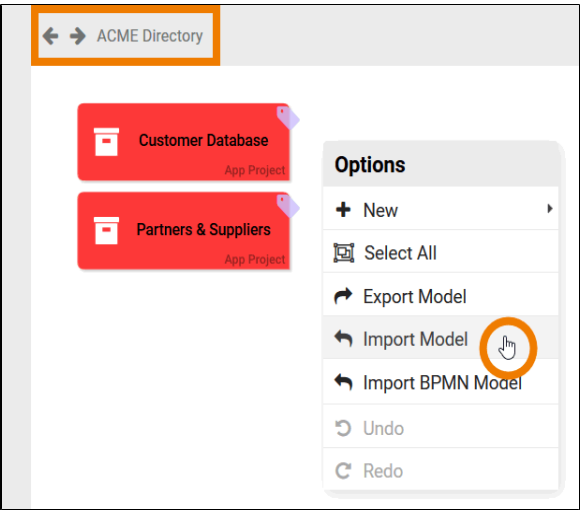 ACME Directory
Customer Database
App Project
Partners & Suppliers
App Project
Options
New
Select All
Export Model
Import Model
Import BPMN Model
Undo
Redo